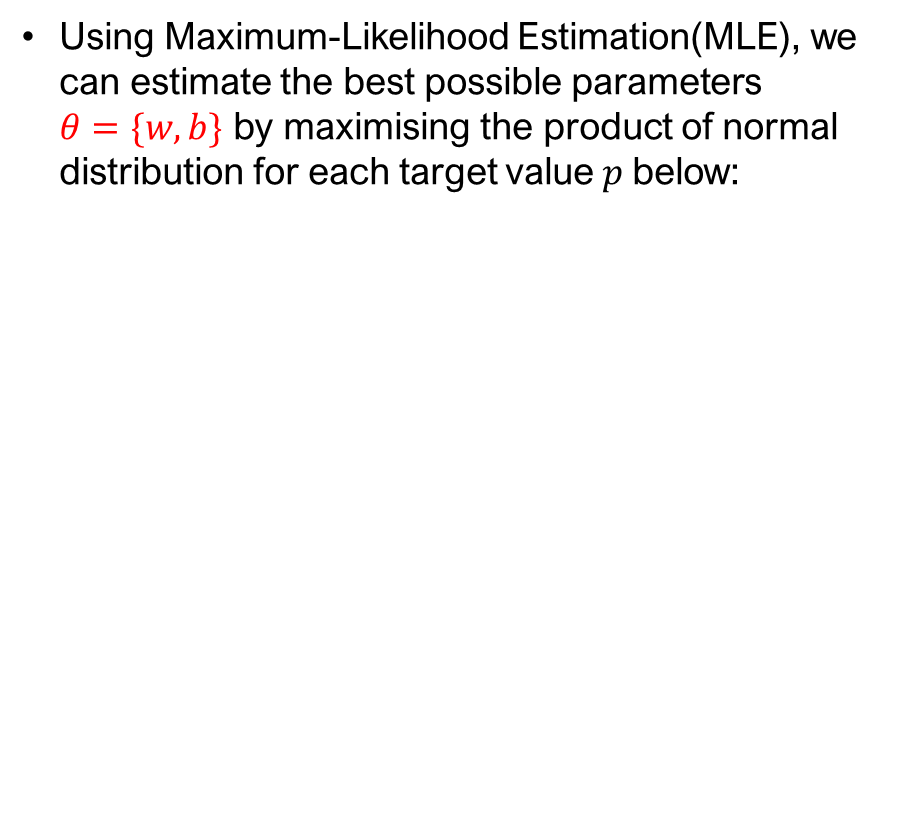 • Using Maximum-Likelihood Estimation(MLE), we
can estimate the best possible parameters
θ = {w, b} by maximising the product of normal
distribution for each target value p below: